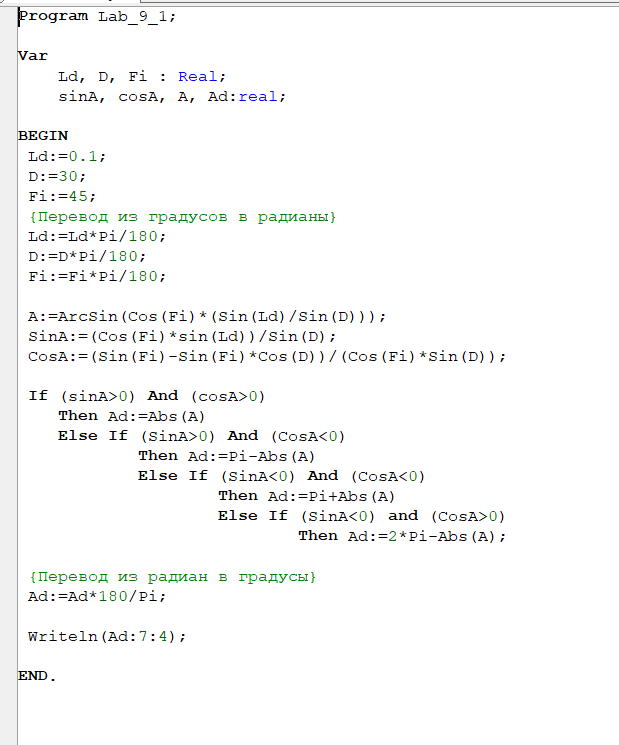 Program Lab_9_1;
Var
Ld, D, Fi : Real;
sinA, cosA, A, Ad:real;
BEGIN
Ld:=0.1;
D:=30;
Fi:=45;
{Перевод из градусов в радианы}
Ld:=Ld*Pi/180;
D:=D*Pi/180;
Fi:=Fi*Pi/180;
A:=ArcSin(Cos(Fi)*(Sin(Ld)/Sin(D)));
SinA:=(Cos(Fi)*sin(Ld))/Sin(D);
CosA:=(Sin(Fi)-Sin(Fi)*Cos(D))/(Cos(Fi)*Sin(D));
If (sinA>0) And (cosA>0)
Then Ad:=Abs(A)
Else If (SinA>0) And (CosA<0)
Then Ad:=Pi-Abs(A)
Else If (SinA<0) And (CosA<0)
Then Ad:=Pi+Abs(A)
Else If (SinA<0) and (CosA>0)
Then Ad:=2*Pi-Abs(A);
{Перевод из радиан в градусы}
Ad:=Ad*180/Pi;
Writeln(Ad:7:4);
END.